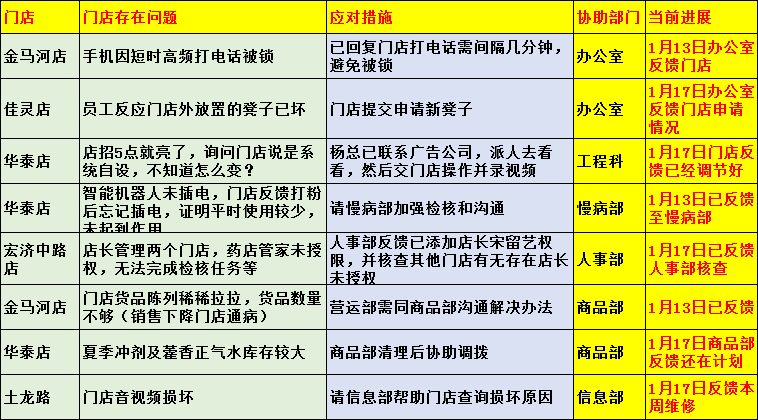 门店 门店存在问题 应对措施 协助部门 当前进展
金马河店 手机因短时高频打电话被锁 已回复门店打电话需间隔几分钟，
避免被锁 办公室 1月13日办公室
反馈门店
佳灵店 员工反应门店外放置的凳子已坏 门店提交申请新凳子 办公室 1月17日办公室
反馈门店申请
情况
华泰店 店招5点就亮了，询问门店说是系
统自设，不知道怎么变？ 杨总已联系广告公司，派人去看
看，然后交门店操作并录视频 工程科 1月17日门店反
馈已经调节好
华泰店 智能机器人未插电，门店反馈打粉
后忘记插电，证明平时使用较少，
未起到作用 请慢病部加强检核和沟通 慢病部 1月13日已反馈
至慢病部
宏济中路
店 店长管理两个门店，药店管家未授
权，无法完成检核任务等 人事部反馈已添加店长宋留艺权
限，并核查其他门店有无存在店长
未授权 人事部 1月17日已反馈
人事部核查
金马河店 门店货品陈列稀稀拉拉，货品数量
不够（销售下降门店通病） 营运部需同商品部沟通解决办法 商品部 1月13日已反馈
华泰店 夏季冲剂及藿香正气水库存较大 商品部清理后协助调拨 商品部 1月17日商品部
反馈还在计划
土龙路 门店音视频损坏 请信息部帮助门店查询损坏原因 信息部 1月17日反馈本
周维修